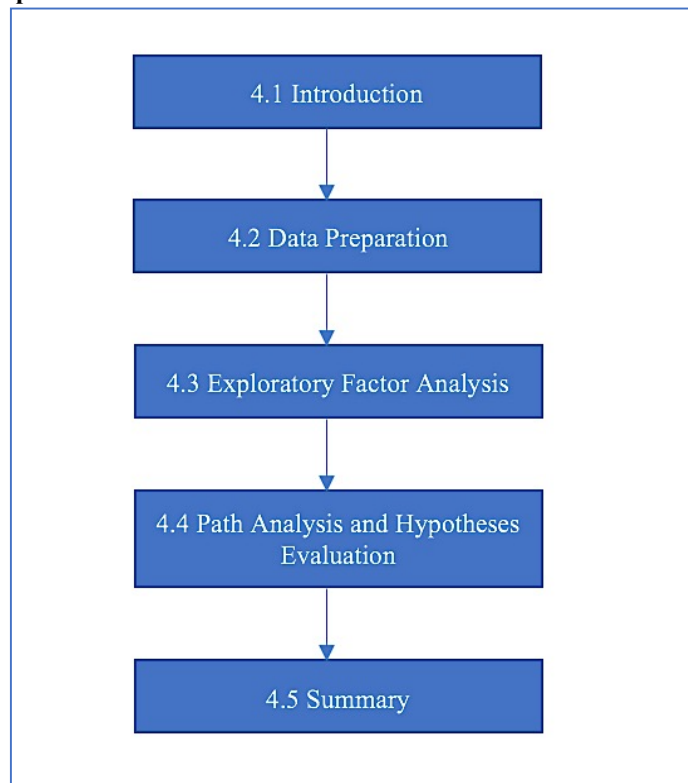 4.1 Introduction
4.2 Data Preparation
4.3 Exploratory Factor Analysis
4.4 Path Analysis and Hypotheses
Evaluation
4.5 Summary